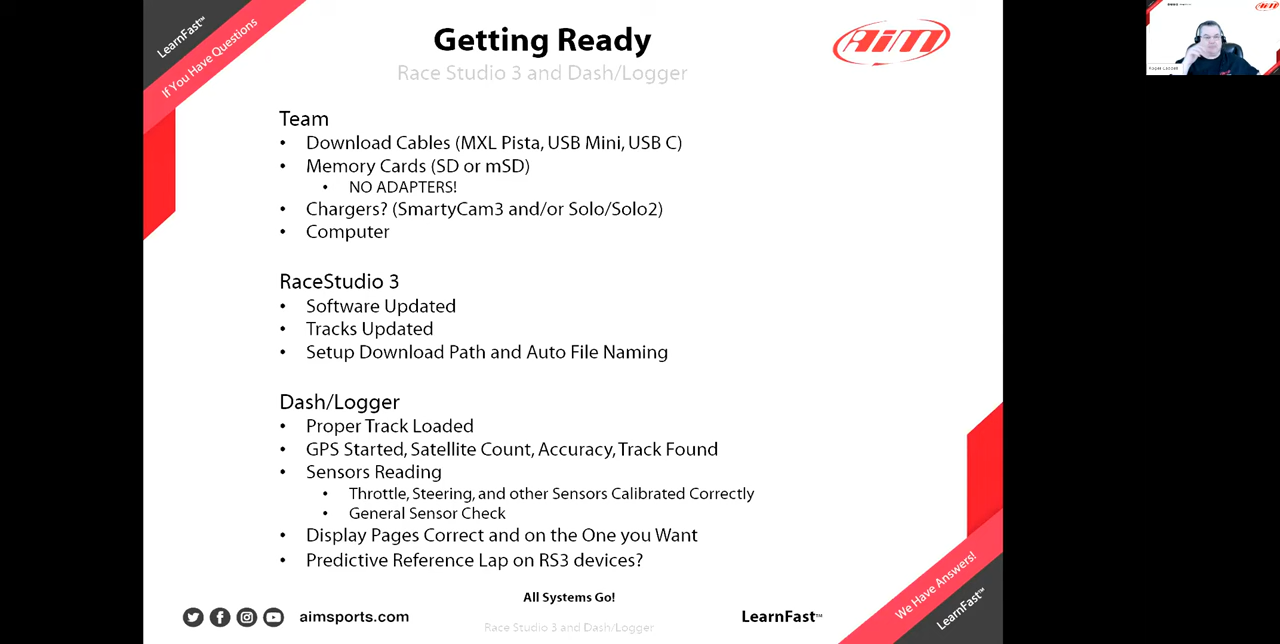 LearnFast™
If You Have Questions
Getting Ready
AiM
Race Studio 3 and Dash/Logger
Team
• Download Cables (MXL Pista, USB Mini, USB C)
• Memory Cards (SD or mSD)
• NO ADAPTERS!
• Chargers? (SmartyCam3 and/or Solo/Solo2)
• Computer
RaceStudio 3
• Software Updated
• Tracks Updated
• Setup Download Path and Auto File Naming
Dash/Logger
• Proper Track Loaded
• GPS Started, Satellite Count, Accuracy, Track Found
• Sensors Reading
• Throttle, Steering, and other Sensors Calibrated Correctly
• General Sensor Check
• Display Pages Correct and on the One you Want
• Predictive Reference Lap on RS3 devices?
All Systems Go!
aimsports.com
LearnFast™
Race Studio 3 and Dash/Logger
We Have Answers!
LearnFast™
AiM